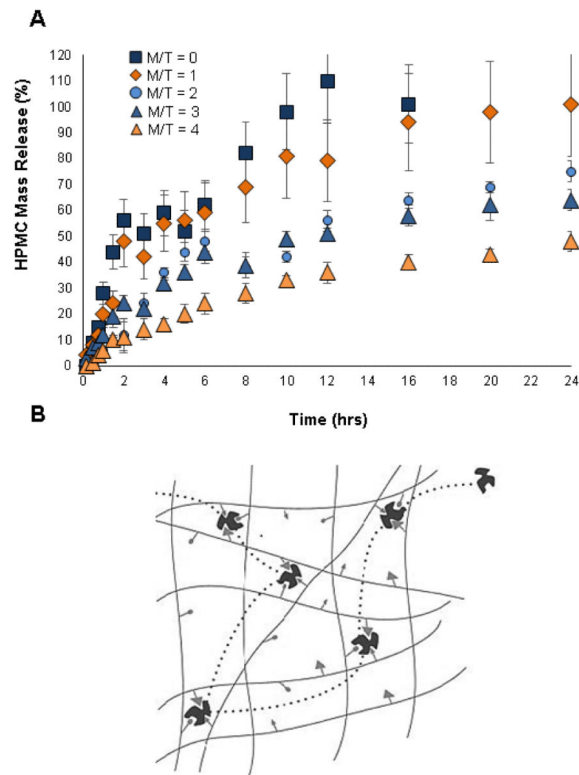 A
HPMC Mass Release (%)
120
110
100
90
80
70
60
50
40
30
20
10
0
M/T = 0
M/T = 1
M/T = 2
M/T = 3
M/T = 4
0 2 4 6 8 10 12 14 16 18 20 22 24
Time (hrs)
B